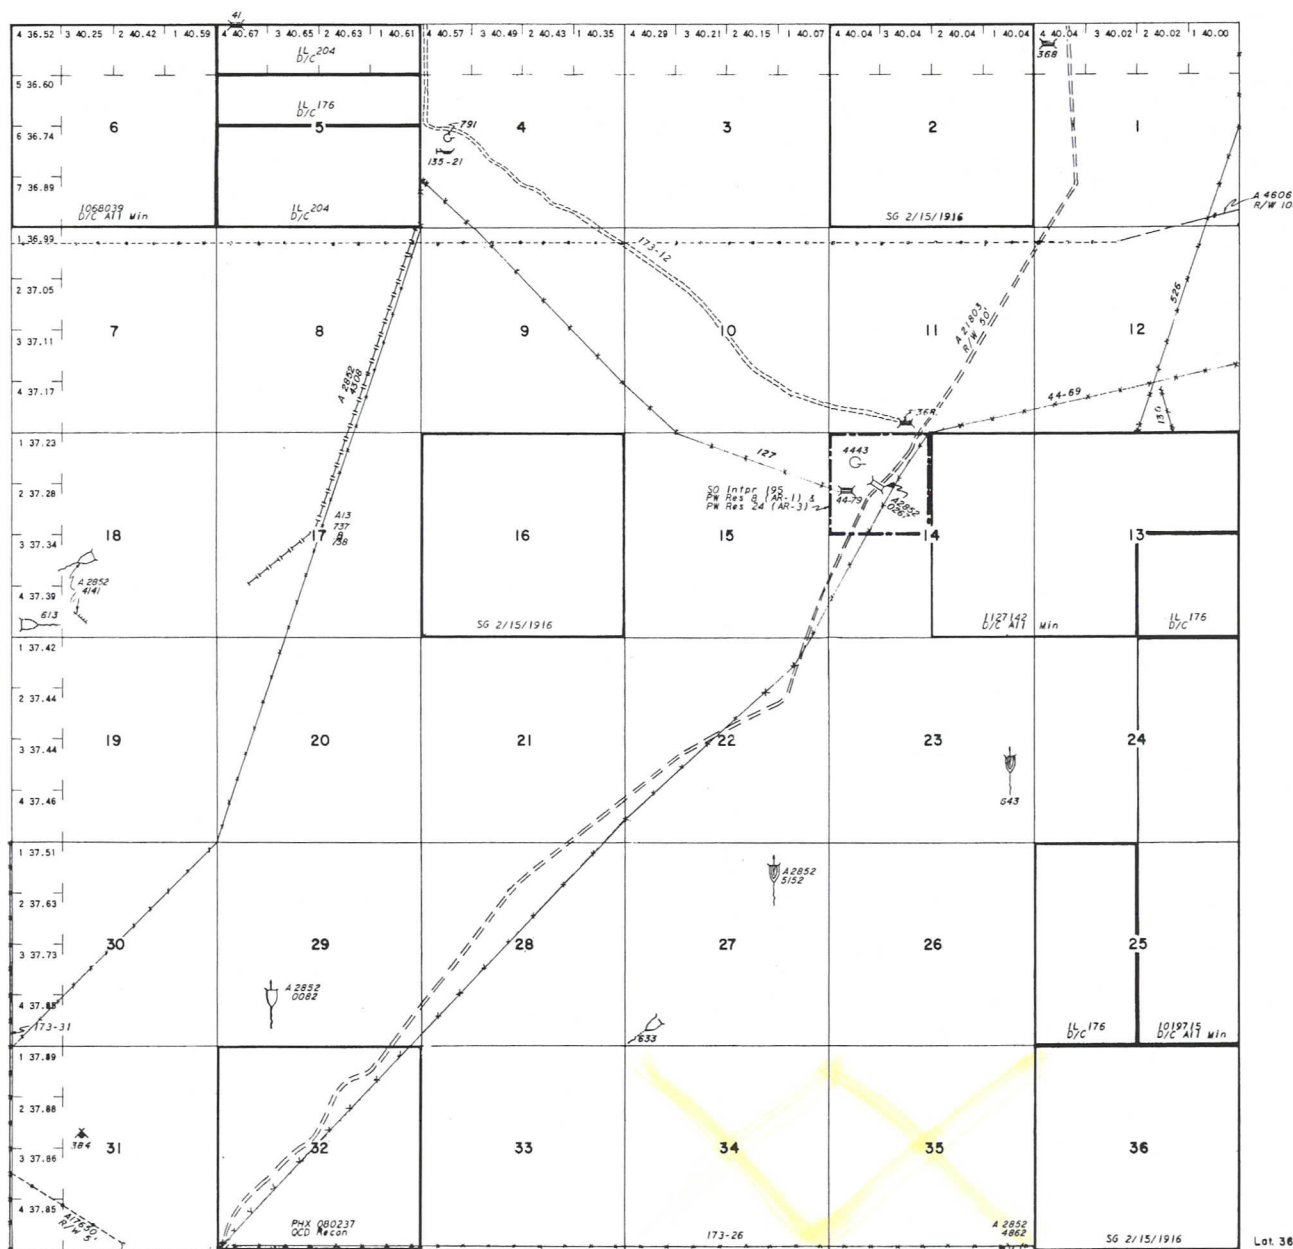 41
4 36.52 3 40.25 2 40.42 1 40.59 4 40.67 3 40.65 2 40.63 1 40.61 4 40.57 3 40.49 2 40.43 1 40.35 4 40.29 3 40.21 2 40.15 1 40.07 4 40.04 3 40.04 2 40.04 1 40.04 4 40.04 3 40.02 2 40.02 1 40.00
IL 204
D/C
368
5 36.60
IL 176
D/C
6 36.74
6
5
4
791
135-21
3
2
1
7 36.89
1068039
D/C All Min
IL 204
D/C
SG 2/15/1916
A 4606
R/W 10
1 36.99
173-12
2 37.05
526
7
8
9
10
11
12
A 21803
R/W 50'
3 37.11
A 2852
4308
4 37.17
44-69
130
368
1 37.23
127
4443
2 37.28
SO Intpr 195
PW Res 8 (AR-1) &
PW Res 24 (AR-3)
44-79
A2852
0267
A13
737
&
738
18
17
16
15
14
13
3 37.34
A 2852
4141
4 37.39
613
SG 2/15/1916
1127142
D/C All Min
IL 176
D/C
1 37.42
2 37.44
19
20
21
22
23
24
3 37.44
643
4 37.46
1 37.51
A 2852
5152
2 37.63
30
29
28
27
26
25
3 37.73
A 2852
0082
4 37.85
173-31
633
IL 176
D/C
1019715
D/C All Min
1 37.89
2 37.88
384
31
32
33
34
35
36
3 37.86
A17650
R/W 5'
4 37.85
PHX 080237
QCD Recon
173-26
A 2852
4862
SG 2/15/1916
Lat. 36